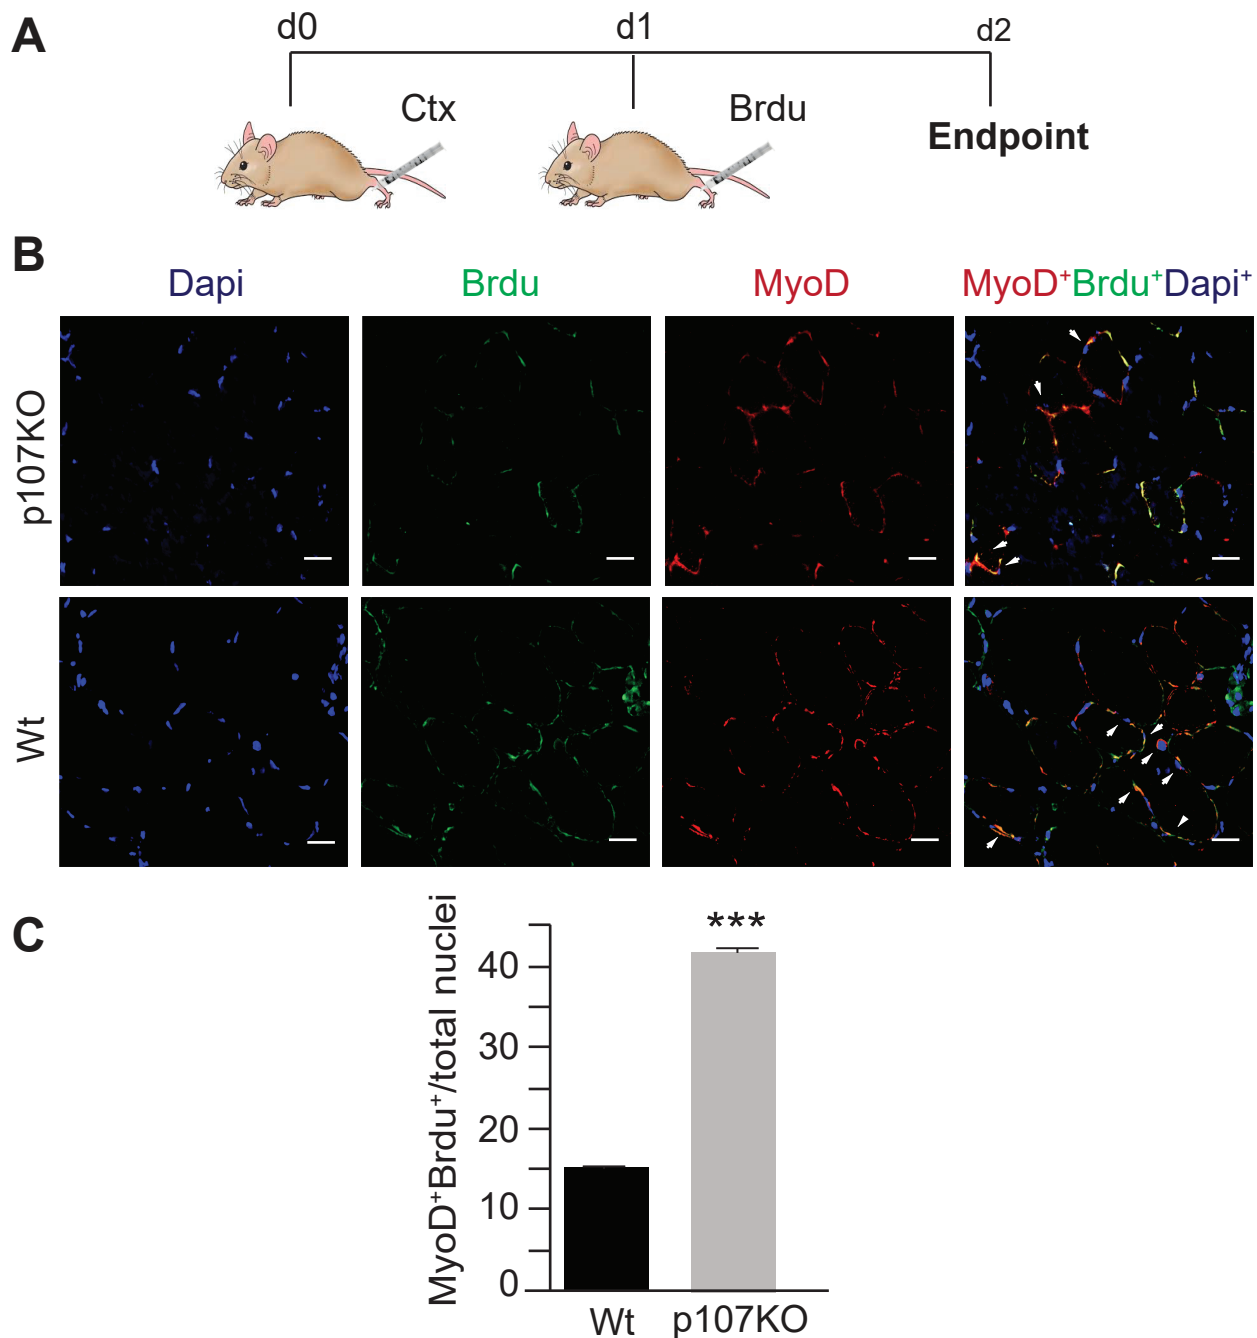 A
d0
d1
d2
Ctx
Brdu
Endpoint
B
Dapi
Brdu
MyoD
MyoD⁺Brdu⁺Dapi⁺
p107KO
Wt
C
MyoD⁺Brdu⁺/total nuclei
***
40
30
20
10
0
Wt
p107KO